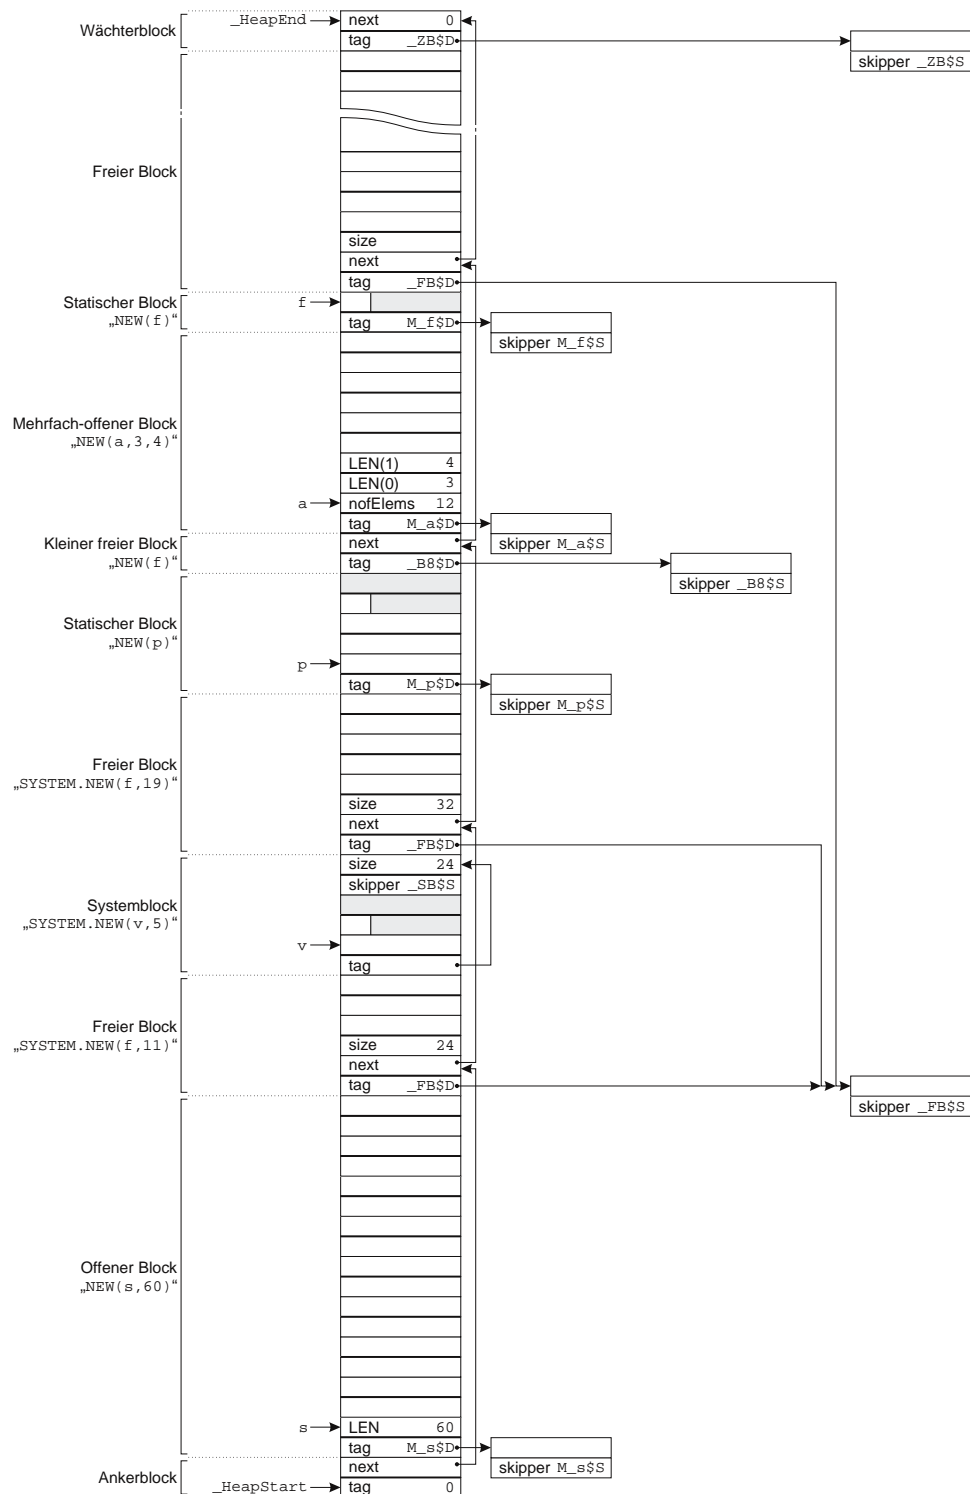 _HeapEnd next 0
Wächterblock
tag _ZB$D
skipper _ZB$S
Freier Block
size
next
tag _FB$D
Statischer Block f
„NEW(f)“
tag M_f$D
skipper M_f$S
Mehrfach-offener Block
„NEW(a,3,4)“
LEN(1) 4
LEN(0) 3
a nofElems 12
tag M_a$D
Kleiner freier Block next skipper M_a$S
„NEW(f)“ tag _B8$D
skipper _B8$S
Statischer Block
„NEW(p)“
p
tag M_p$D
skipper M_p$S
Freier Block
„SYSTEM.NEW(f,19)“
size 32
next
tag _FB$D
size 24
skipper _SB$S
Systemblock
„SYSTEM.NEW(v,5)“
v
tag
Freier Block
„SYSTEM.NEW(f,11)“ size 24
next
tag _FB$D
skipper _FB$S
Offener Block
„NEW(s,60)“
s LEN 60
tag M_s$D
next skipper M_s$S
Ankerblock
_HeapStart tag 0